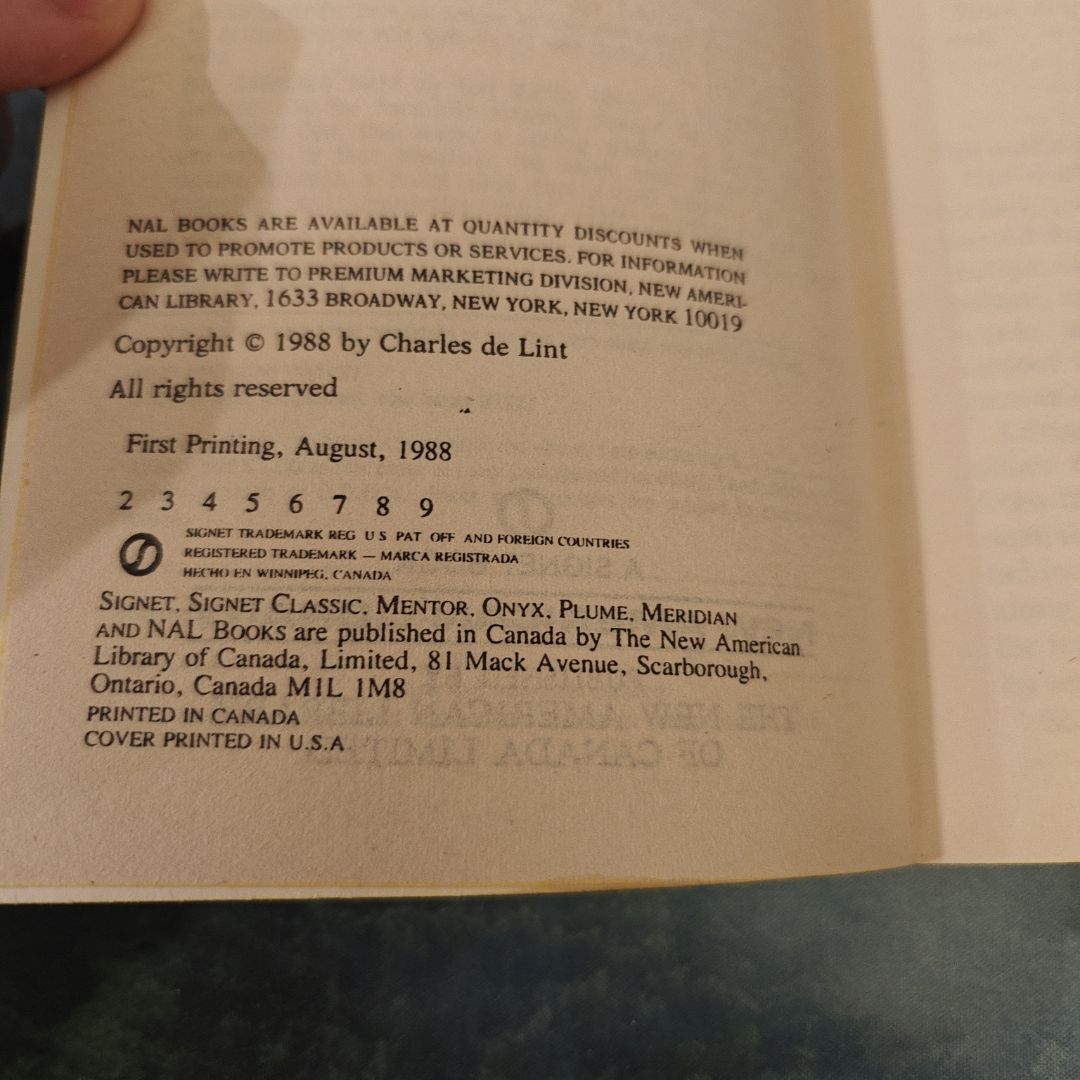 NAL BOOKS ARE AVAILABLE AT QUANTITY DISCOUNTS WHEN
USED TO PROMOTE PRODUCTS OR SERVICES. FOR INFORMATION
PLEASE WRITE TO PREMIUM MARKETING DIVISION, NEW AMERI-
CAN LIBRARY, 1633 BROADWAY, NEW YORK, NEW YORK 10019
Copyright © 1988 by Charles de Lint
All rights reserved
First Printing, August, 1988
2 3 4 5 6 7 8 9
SIGNET TRADEMARK REG U S PAT OFF AND FOREIGN COUNTRIES
REGISTERED TRADEMARK — MARCA REGISTRADA
HECHO EN WINNIPEG, CANADA
SIGNET, SIGNET CLASSIC, MENTOR, ONYX, PLUME, MERIDIAN
AND NAL BOOKS are published in Canada by The New American
Library of Canada, Limited, 81 Mack Avenue, Scarborough,
Ontario, Canada M1L 1M8
PRINTED IN CANADA
COVER PRINTED IN U.S.A